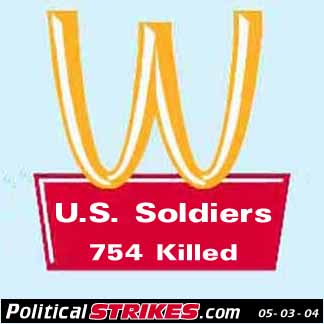 W
U.S. Soldiers
754 Killed
PoliticalSTRIKES.com 05-03-04